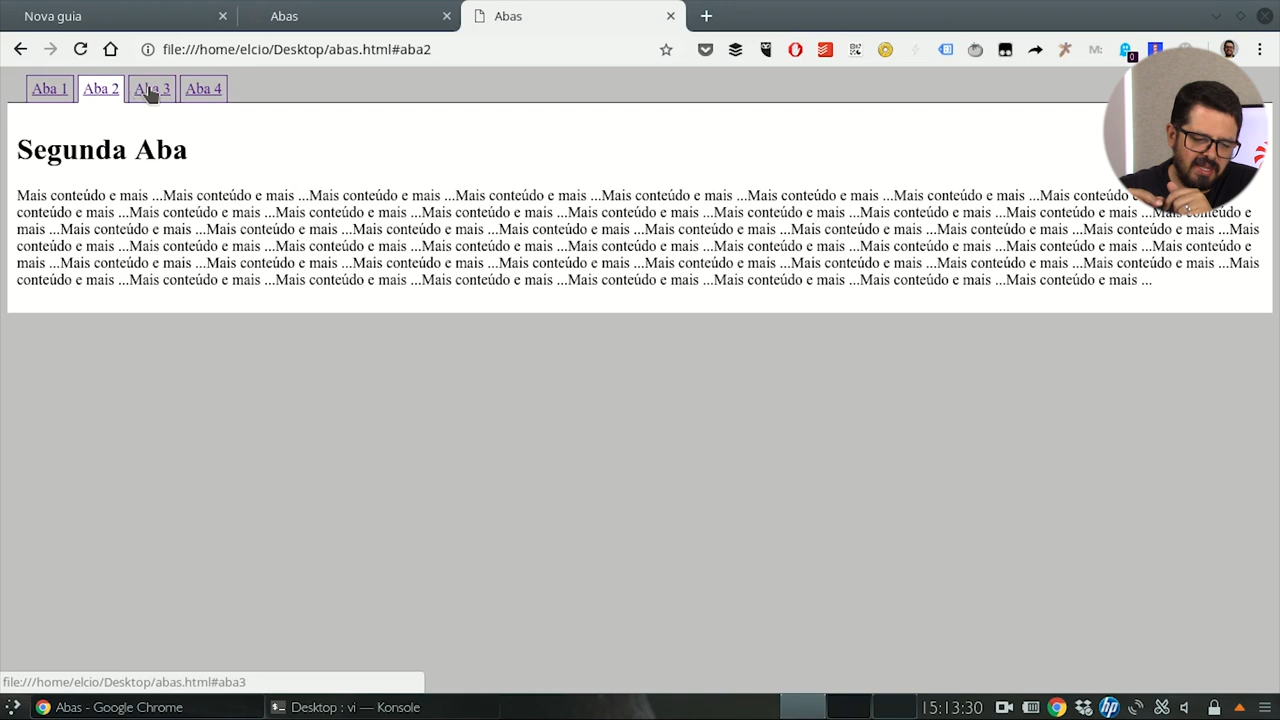 Nova guia
Abas
Abas
file:///home/elcio/Desktop/abas.html#aba2
M:
0
Aba 1 Aba 2 Aba 3 Aba 4
Segunda Aba
Mais conteúdo e mais ...Mais conteúdo e mais ...Mais conteúdo e mais ...Mais conteúdo e mais ...Mais conteúdo e mais ...Mais conteúdo e mais ...Mais conteúdo e mais ...Mais conteúdo
conteúdo e mais ...Mais conteúdo e mais ...Mais conteúdo e mais ...Mais conteúdo e mais ...Mais conteúdo e mais ...Mais conteúdo e mais ...Mais conteúdo e mais ...Mais conteúdo e mais ...Mais conteúdo e
mais ...Mais conteúdo e mais ...Mais conteúdo e mais ...Mais conteúdo e mais ...Mais conteúdo e mais ...Mais conteúdo e mais ...Mais conteúdo e mais ...Mais conteúdo e mais ...Mais conteúdo e mais ...Mais
conteúdo e mais ...Mais conteúdo e mais ...Mais conteúdo e mais ...Mais conteúdo e mais ...Mais conteúdo e mais ...Mais conteúdo e mais ...Mais conteúdo e mais ...Mais conteúdo e mais ...Mais conteúdo e
mais ...Mais conteúdo e mais ...Mais conteúdo e mais ...Mais conteúdo e mais ...Mais conteúdo e mais ...Mais conteúdo e mais ...Mais conteúdo e mais ...Mais conteúdo e mais ...Mais conteúdo e mais ...Mais
conteúdo e mais ...Mais conteúdo e mais ...Mais conteúdo e mais ...Mais conteúdo e mais ...Mais conteúdo e mais ...Mais conteúdo e mais ...Mais conteúdo e mais ...Mais conteúdo e mais ...
file:///home/elcio/Desktop/abas.html#aba3
Abas - Google Chrome
Desktop : vi — Konsole
15:13:30